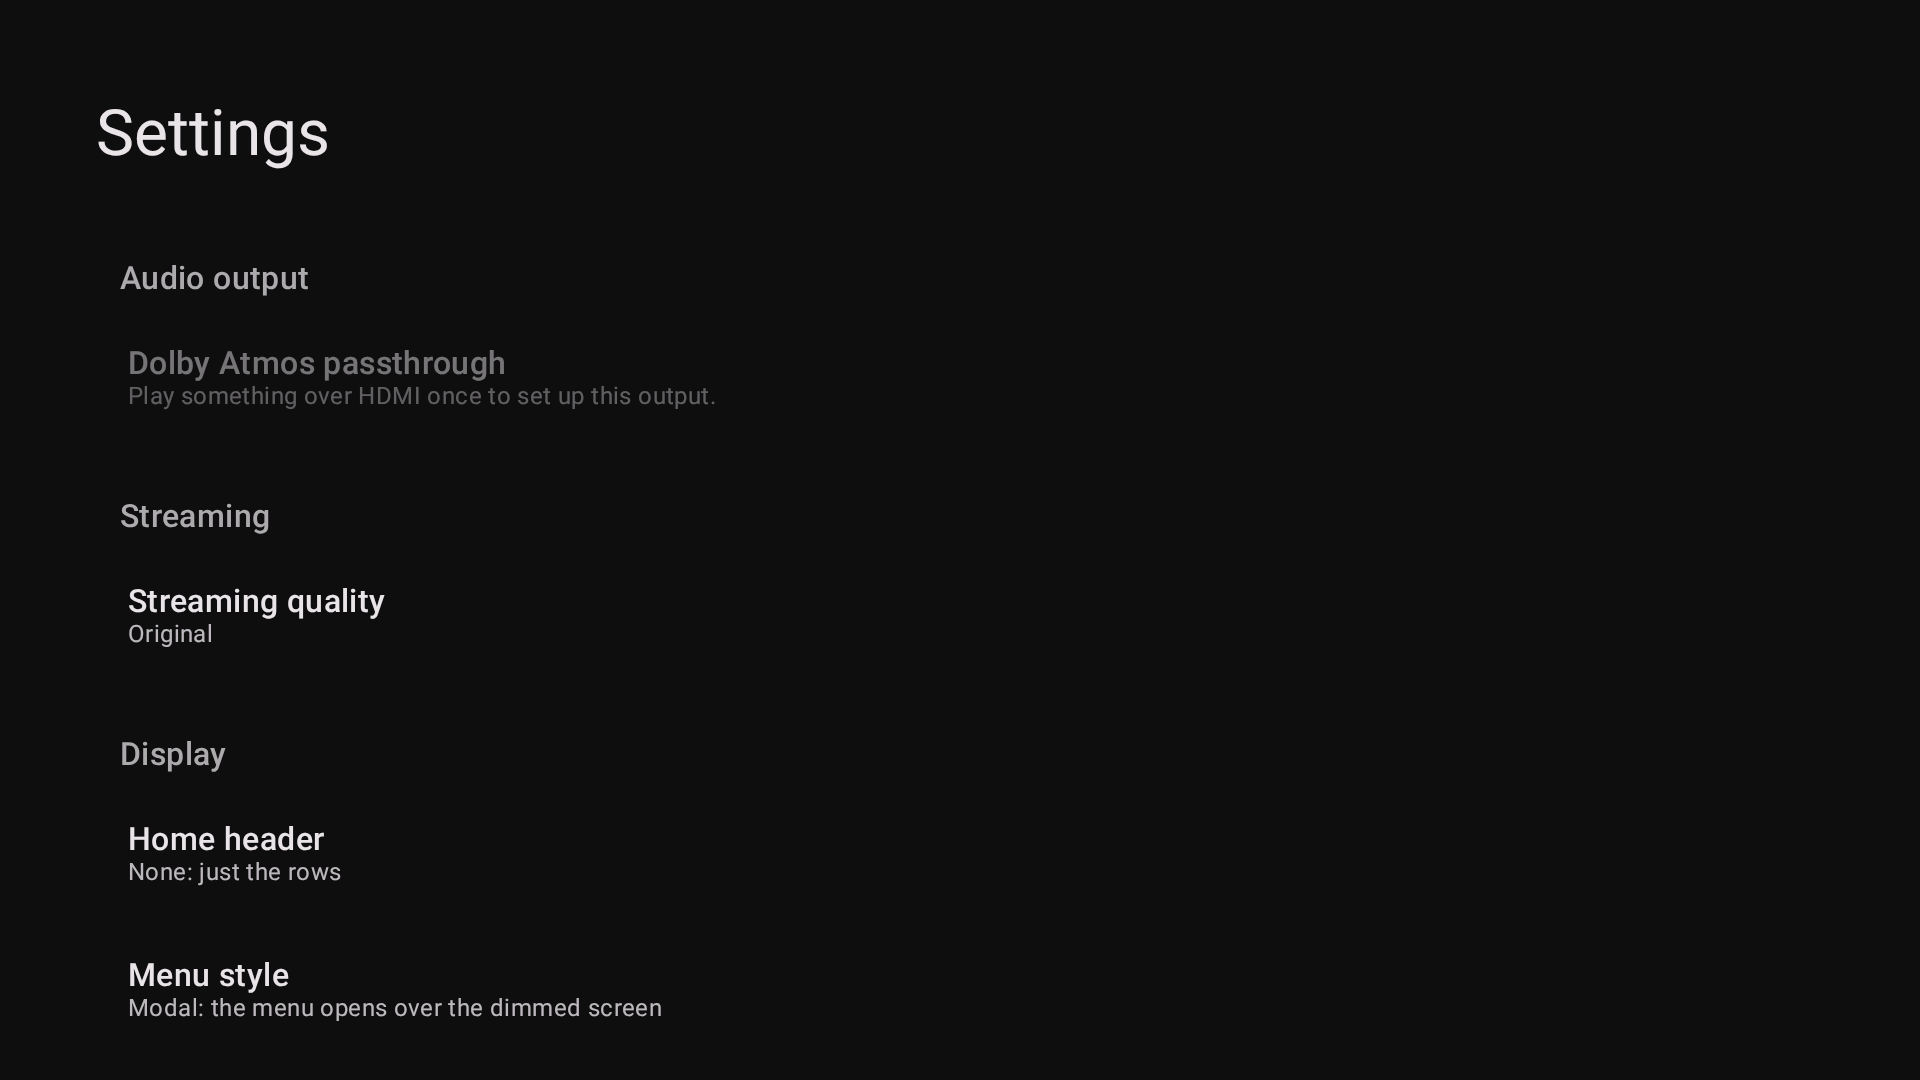 Settings
Audio output
Dolby Atmos passthrough
Play something over HDMI once to set up this output.
Streaming
Streaming quality
Original
Display
Home header
None: just the rows
Menu style
Modal: the menu opens over the dimmed screen